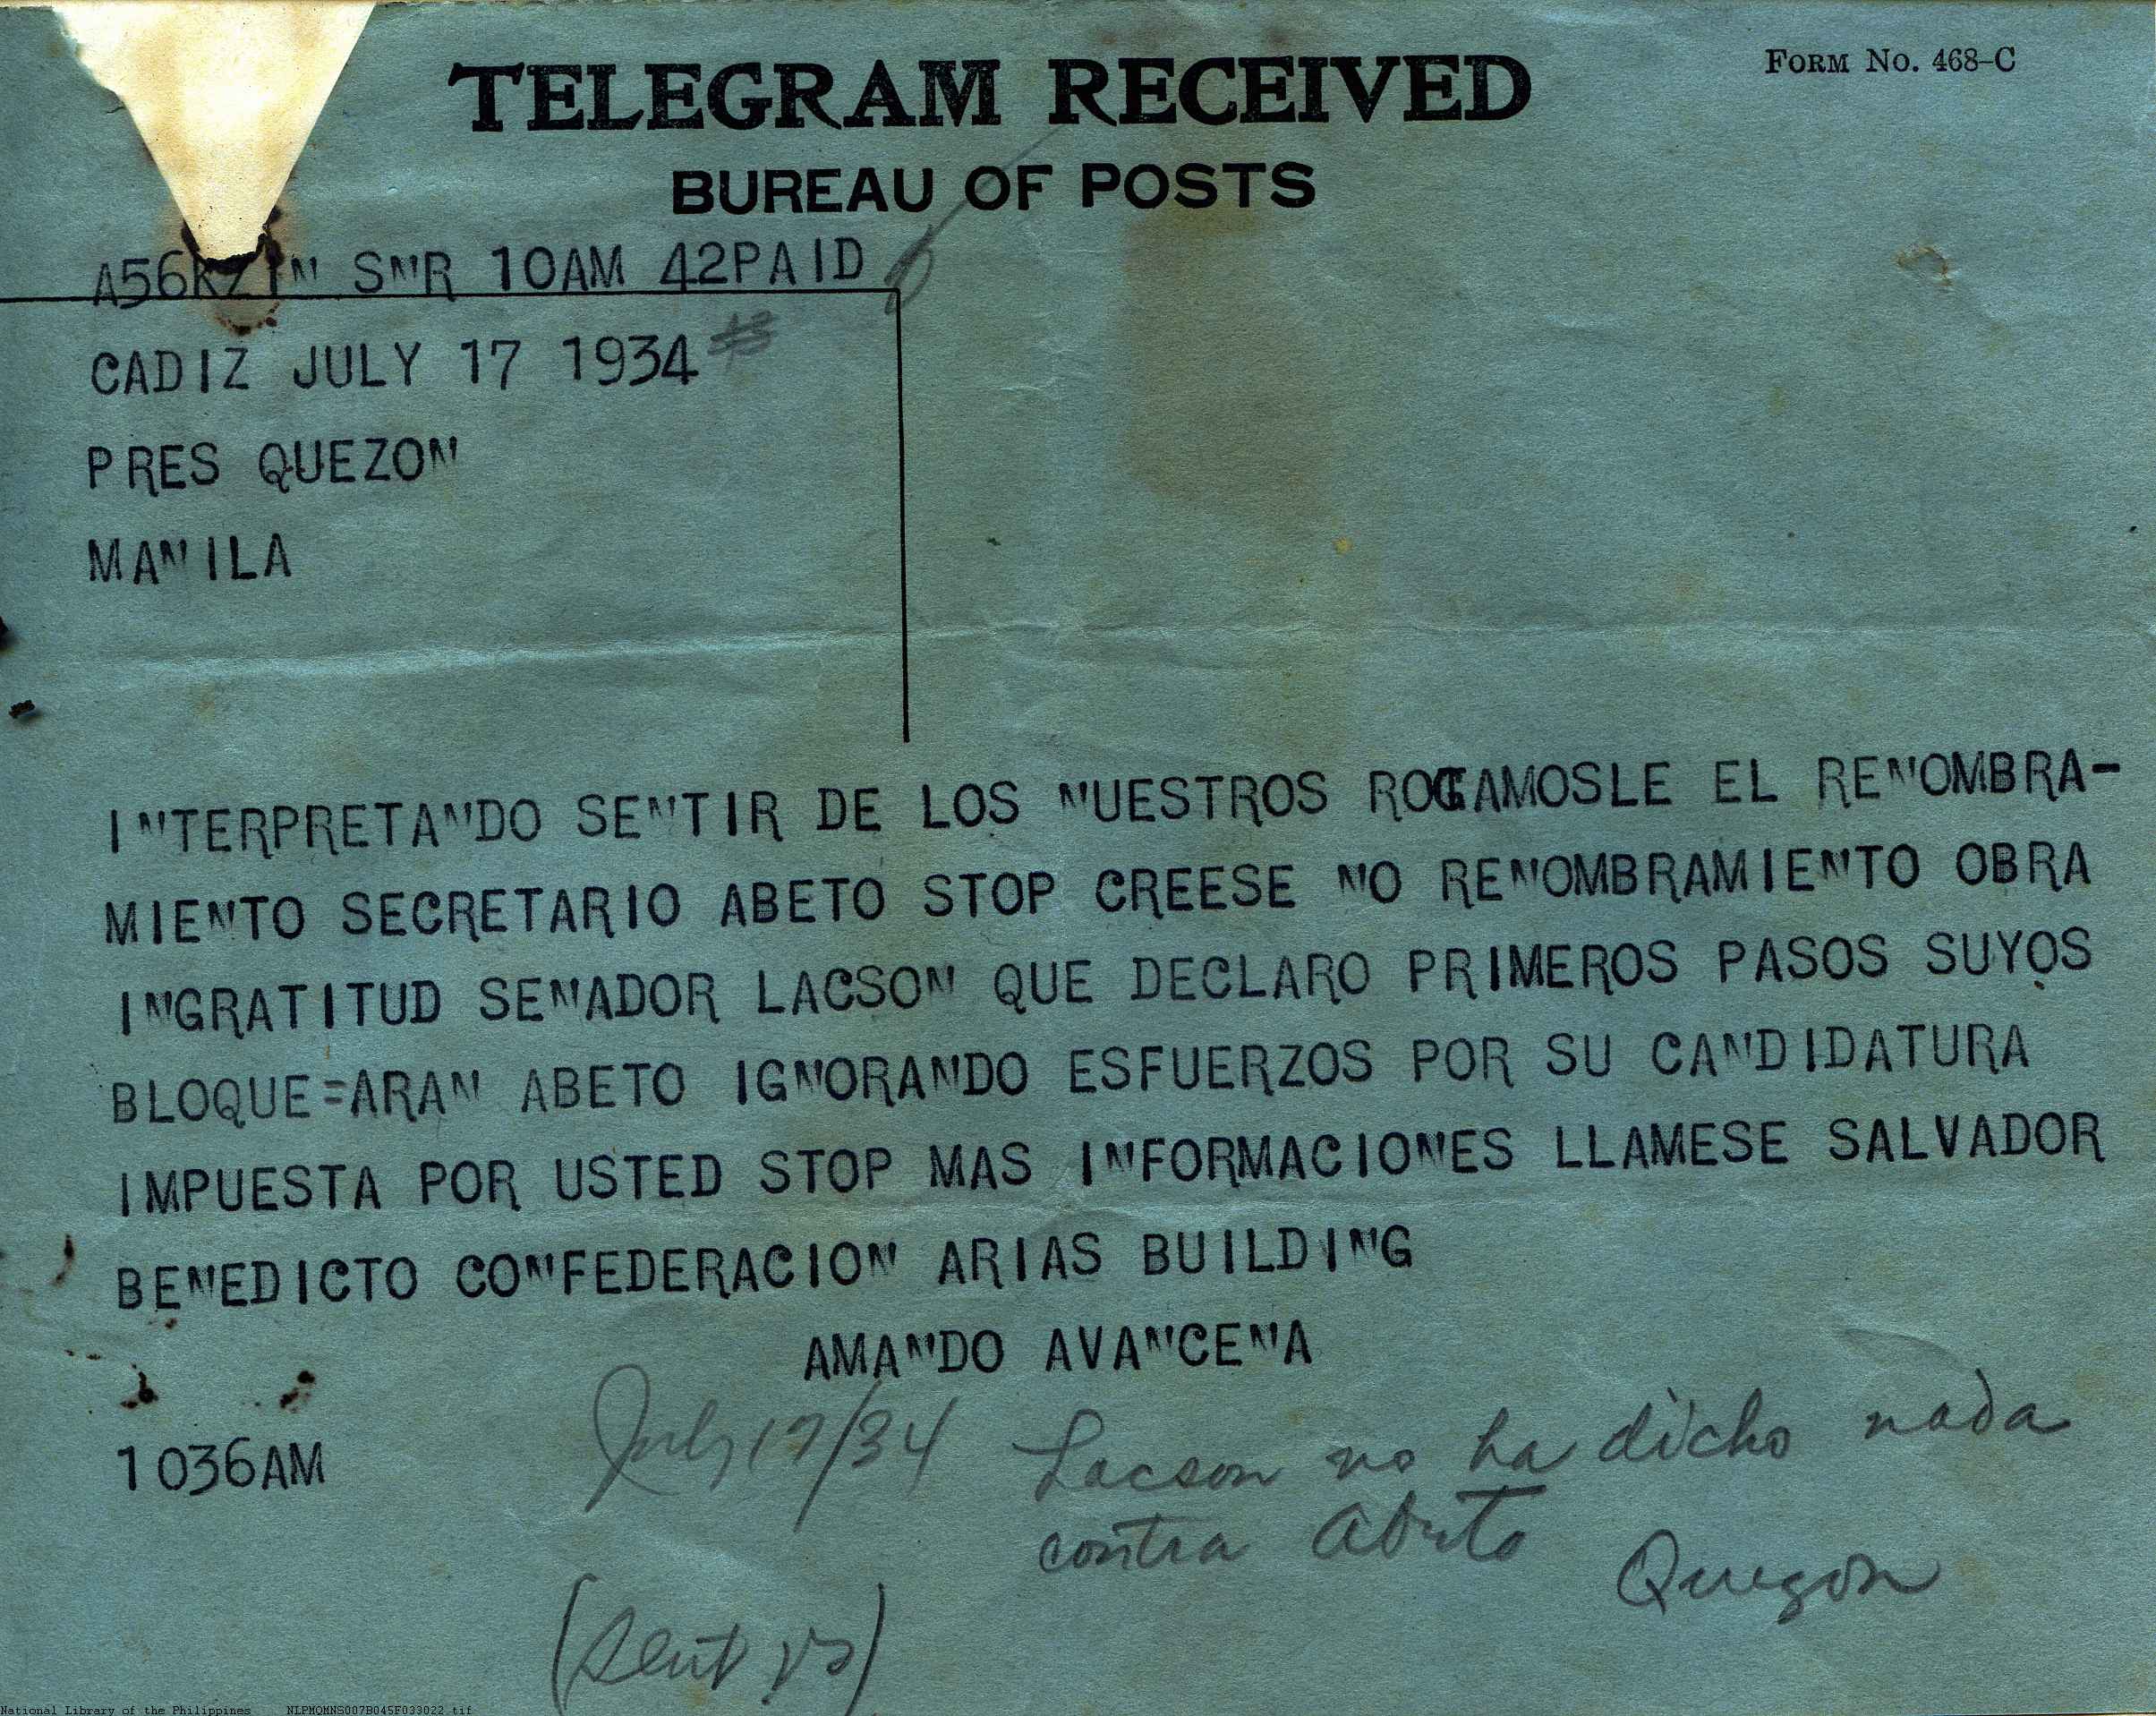 TELEGRAM RECEIVED
FORM No. 468-C
BUREAU OF POSTS
A56KZ SNR 10AM 42PAID
CADIZ JULY 17 1934
PRES QUEZON
MANILA
INTERPRETANDO SENTIR DE LOS NUESTROS ROGAMOSLE EL RENOMBRA-
MIENTO SECRETARIO ABETO STOP CREESE NO RENOMBRAMIENTO OBRA
INGRATITUD SENADOR LACSON QUE DECLARO PRIMEROS PASOS SUYOS
BLOQUE=ARAN ABETO IGNORANDO ESFUERZOS POR SU CANDIDATURA
IMPUESTA POR USTED STOP MAS INFORMACIONES LLAMESE SALVADOR
BENEDICTO CONFEDERACION ARIAS BUILDING
AMANDO AVANCENA
1036AM
July 17/34 Lacson no ha dicho nada
contra Abeto
Quezon
(Sent
National Library of the Philippines NLPMQMNS007B045F033022.tif